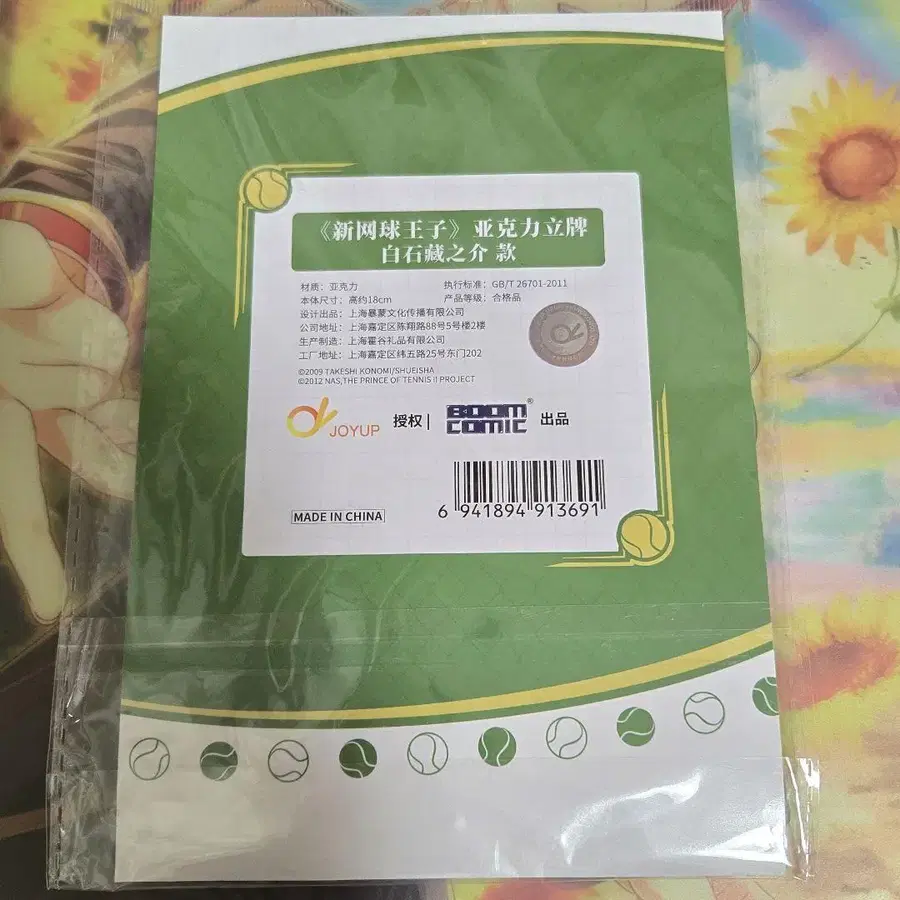 《新网球王子》亚克力立牌
白石藏之介 款
材质：亚克力 执行标准：GB/T 26701-2011
本体尺寸：高约18cm 产品等级：合格品
设计出品：上海暴蒙文化传播有限公司
公司地址：上海嘉定区陈翔路88号5号楼2楼
生产制造：上海霍谷礼品有限公司
工厂地址：上海嘉定区纬五路25号东门202
©2009 TAKESHI KONOMI/SHUEISHA
©2012 NAS,THE PRINCE OF TENNIS II PROJECT
JOYUP 授权 | BOOM COMIC® 出品
6 941894 913691
MADE IN CHINA